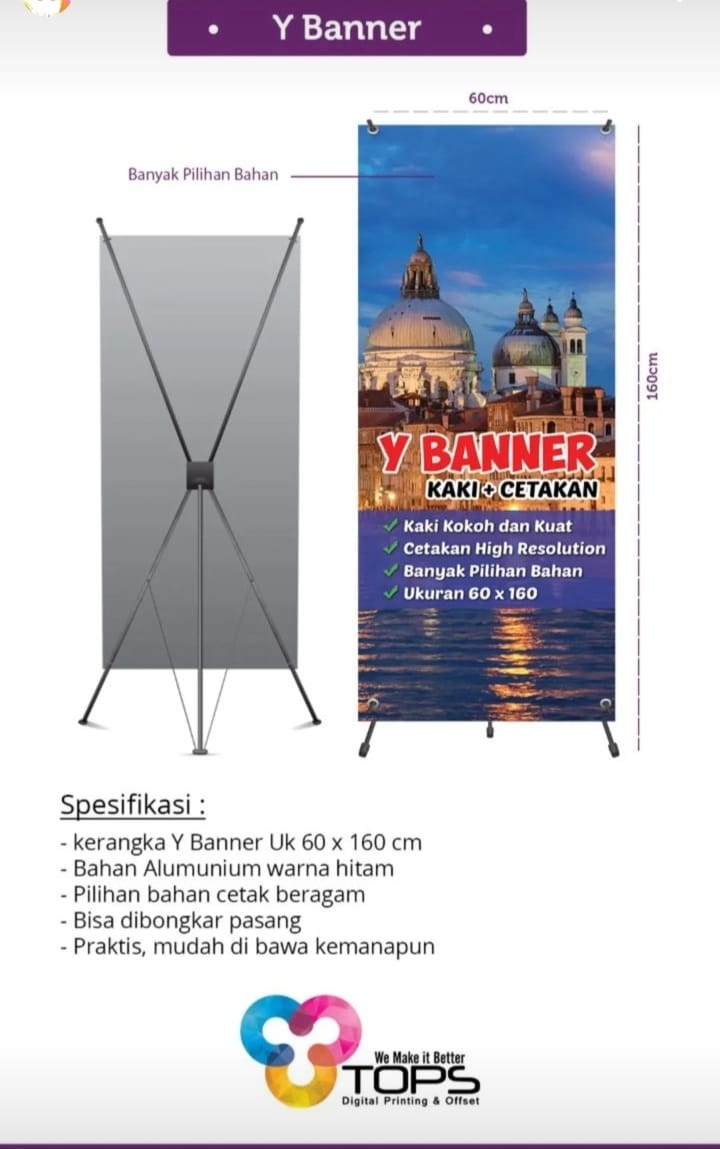 • Y Banner •
60cm
Banyak Pilihan Bahan
160cm
Y BANNER
KAKI + CETAKAN
✓ Kaki Kokoh dan Kuat
✓ Cetakan High Resolution
✓ Banyak Pilihan Bahan
✓ Ukuran 60 x 160
Spesifikasi :
- kerangka Y Banner Uk 60 x 160 cm
- Bahan Alumunium warna hitam
- Pilihan bahan cetak beragam
- Bisa dibongkar pasang
- Praktis, mudah di bawa kemanapun
We Make it Better
TOPS
Digital Printing & Offset